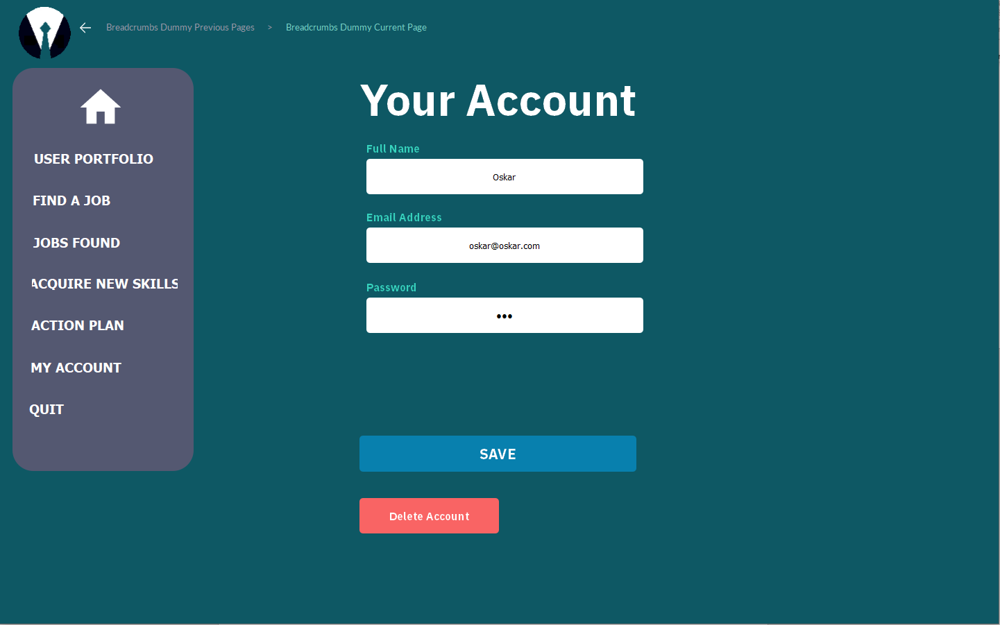 Breadcrumbs Dummy Previous Pages > Breadcrumbs Dummy Current Page
USER PORTFOLIO
FIND A JOB
JOBS FOUND
ACQUIRE NEW SKILLS
ACTION PLAN
MY ACCOUNT
QUIT
Your Account
Full Name
Oskar
Email Address
oskar@oskar.com
Password
•••
SAVE
Delete Account